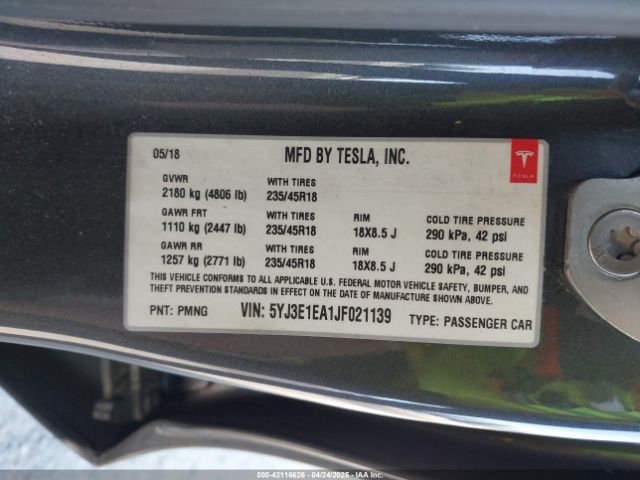 05/18 MFD BY TESLA, INC.
TESLA
GVWR WITH TIRES
2180 kg (4806 lb) 235/45R18
GAWR FRT WITH TIRES RIM COLD TIRE PRESSURE
1110 kg (2447 lb) 235/45R18 18X8.5 J 290 kPa, 42 psi
GAWR RR WITH TIRES RIM COLD TIRE PRESSURE
1257 kg (2771 lb) 235/45R18 18X8.5 J 290 kPa, 42 psi
THIS VEHICLE CONFORMS TO ALL APPLICABLE U.S. FEDERAL MOTOR VEHICLE SAFETY, BUMPER, AND
THEFT PREVENTION STANDARDS IN EFFECT ON THE DATE OF MANUFACTURE SHOWN ABOVE.
PNT: PMNG VIN: 5YJ3E1EA1JF021139 TYPE: PASSENGER CAR
000-42116626 - 04/24/2025 - IAAI.COM